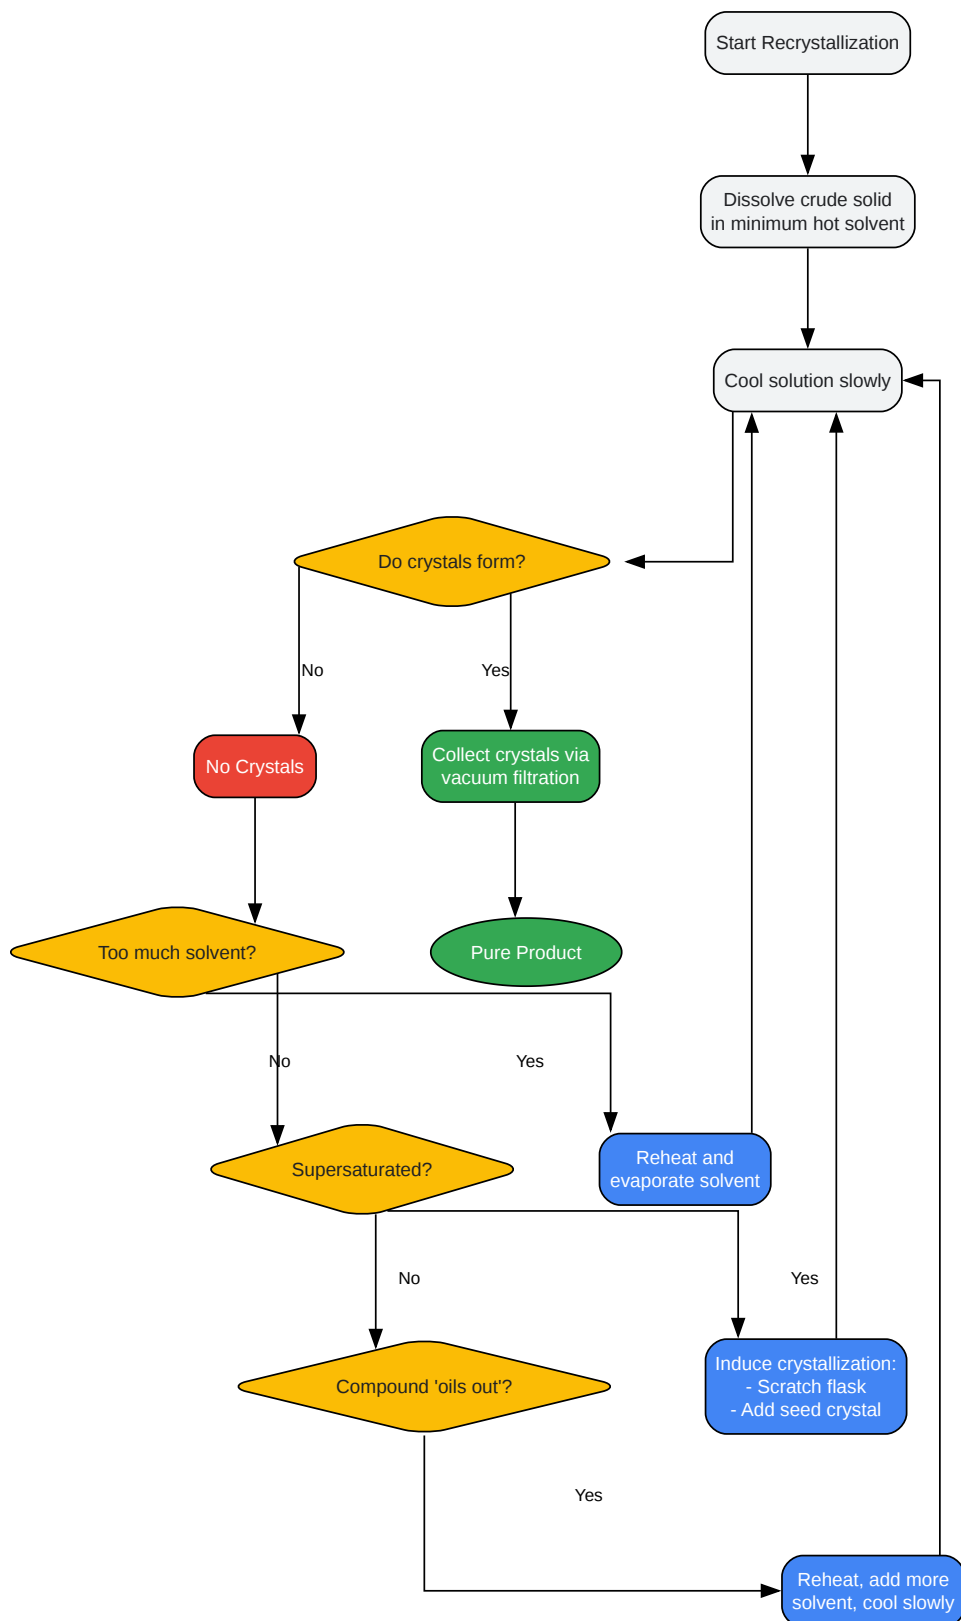 Start Recrystallization
Dissolve crude solid
in minimum hot solvent
Cool solution slowly
Do crystals form?
No
Yes
No Crystals
Collect crystals via
vacuum filtration
Too much solvent?
Pure Product
No
Yes
Supersaturated?
Reheat and
evaporate solvent
No
Yes
Compound 'oils out'?
Induce crystallization:
- Scratch flask
- Add seed crystal
Yes
Reheat, add more
solvent, cool slowly